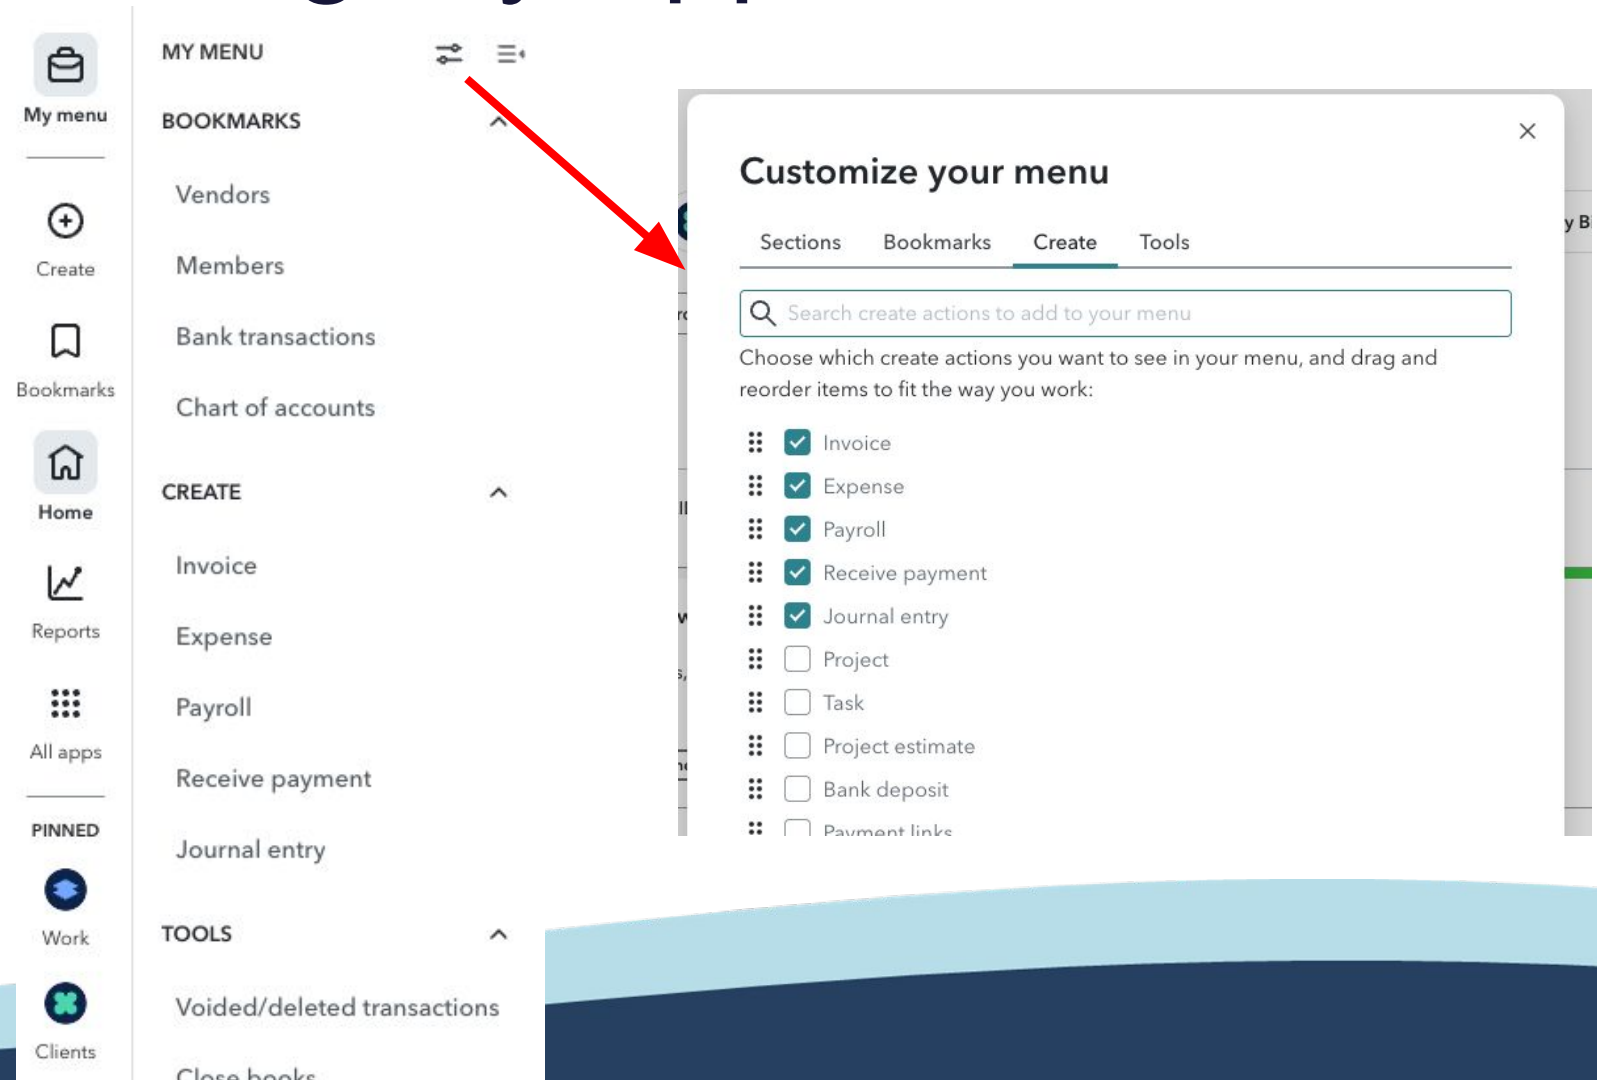 My menu
Create
Bookmarks
Home
Reports
All apps
PINNED
Work
Clients
MY MENU
BOOKMARKS
Vendors
Members
Bank transactions
Chart of accounts
CREATE
Invoice
Expense
Payroll
Receive payment
Journal entry
TOOLS
Voided/deleted transactions
Close books
Customize your menu
Sections Bookmarks Create Tools
Search create actions to add to your menu
Choose which create actions you want to see in your menu, and drag and
reorder items to fit the way you work:
Invoice
Expense
Payroll
Receive payment
Journal entry
Project
Task
Project estimate
Bank deposit
Payment links